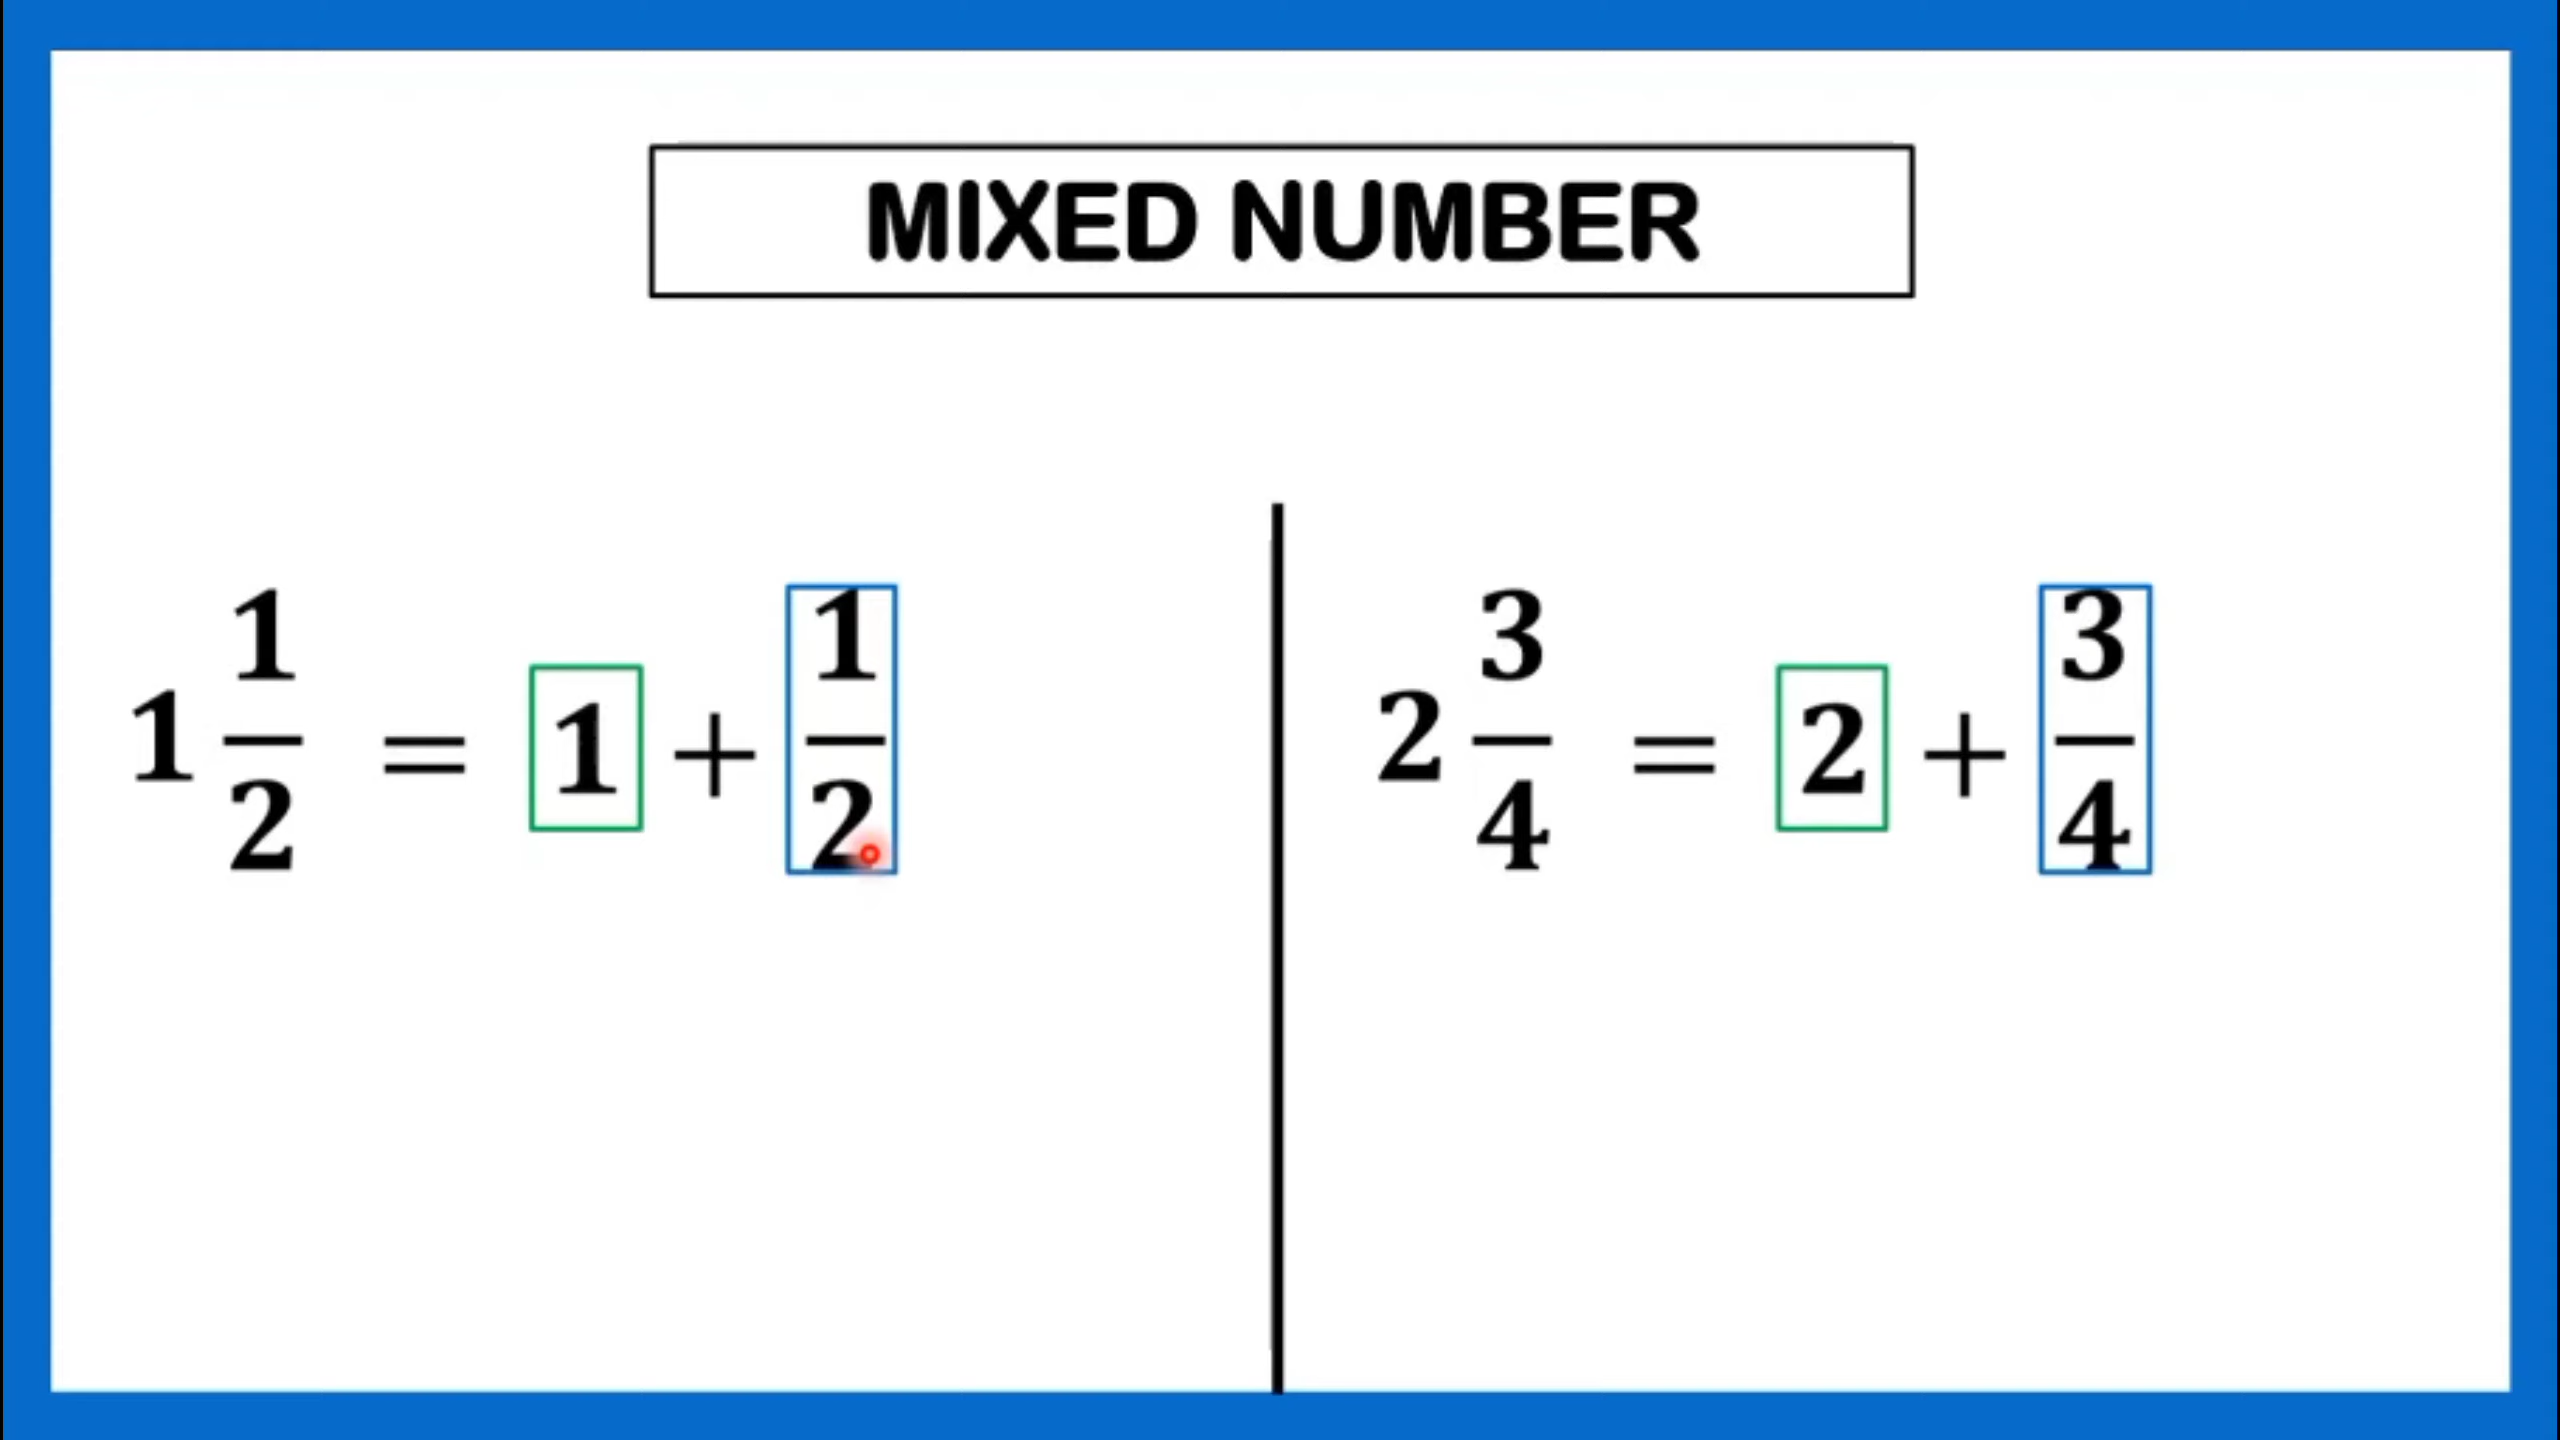 MIXED NUMBER
1 1/2 = 1 + 1/2
2 3/4 = 2 + 3/4